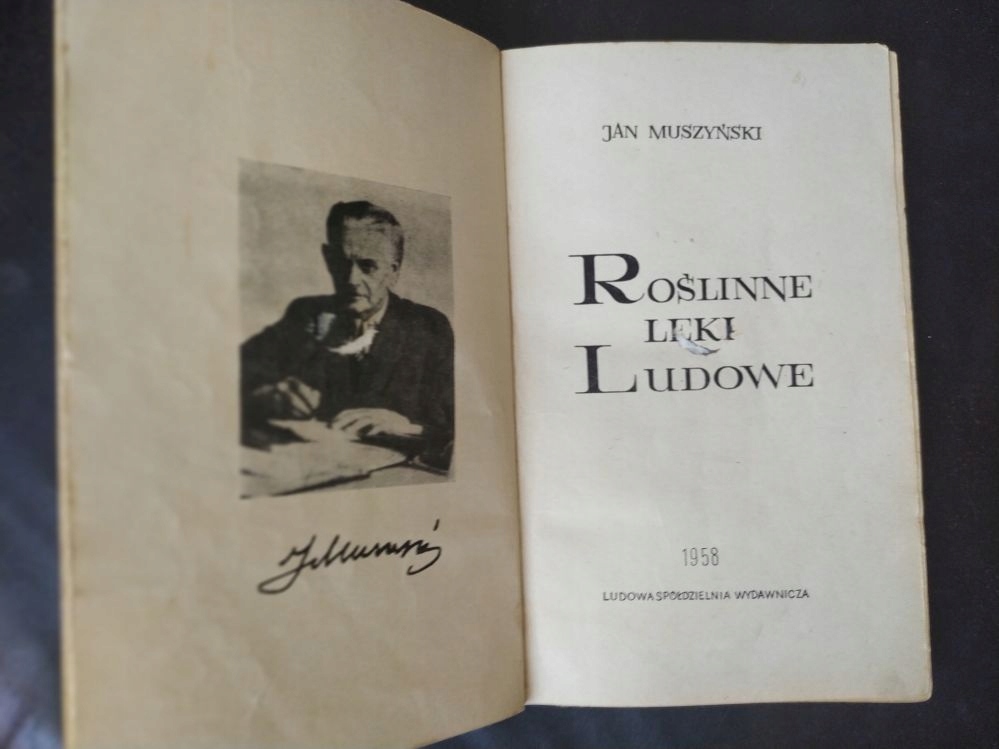 JAN MUSZYŃSKI
ROŚLINNE
LEKI
LUDOWE
1958
LUDOWA SPÓŁDZIELNIA WYDAWNICZA